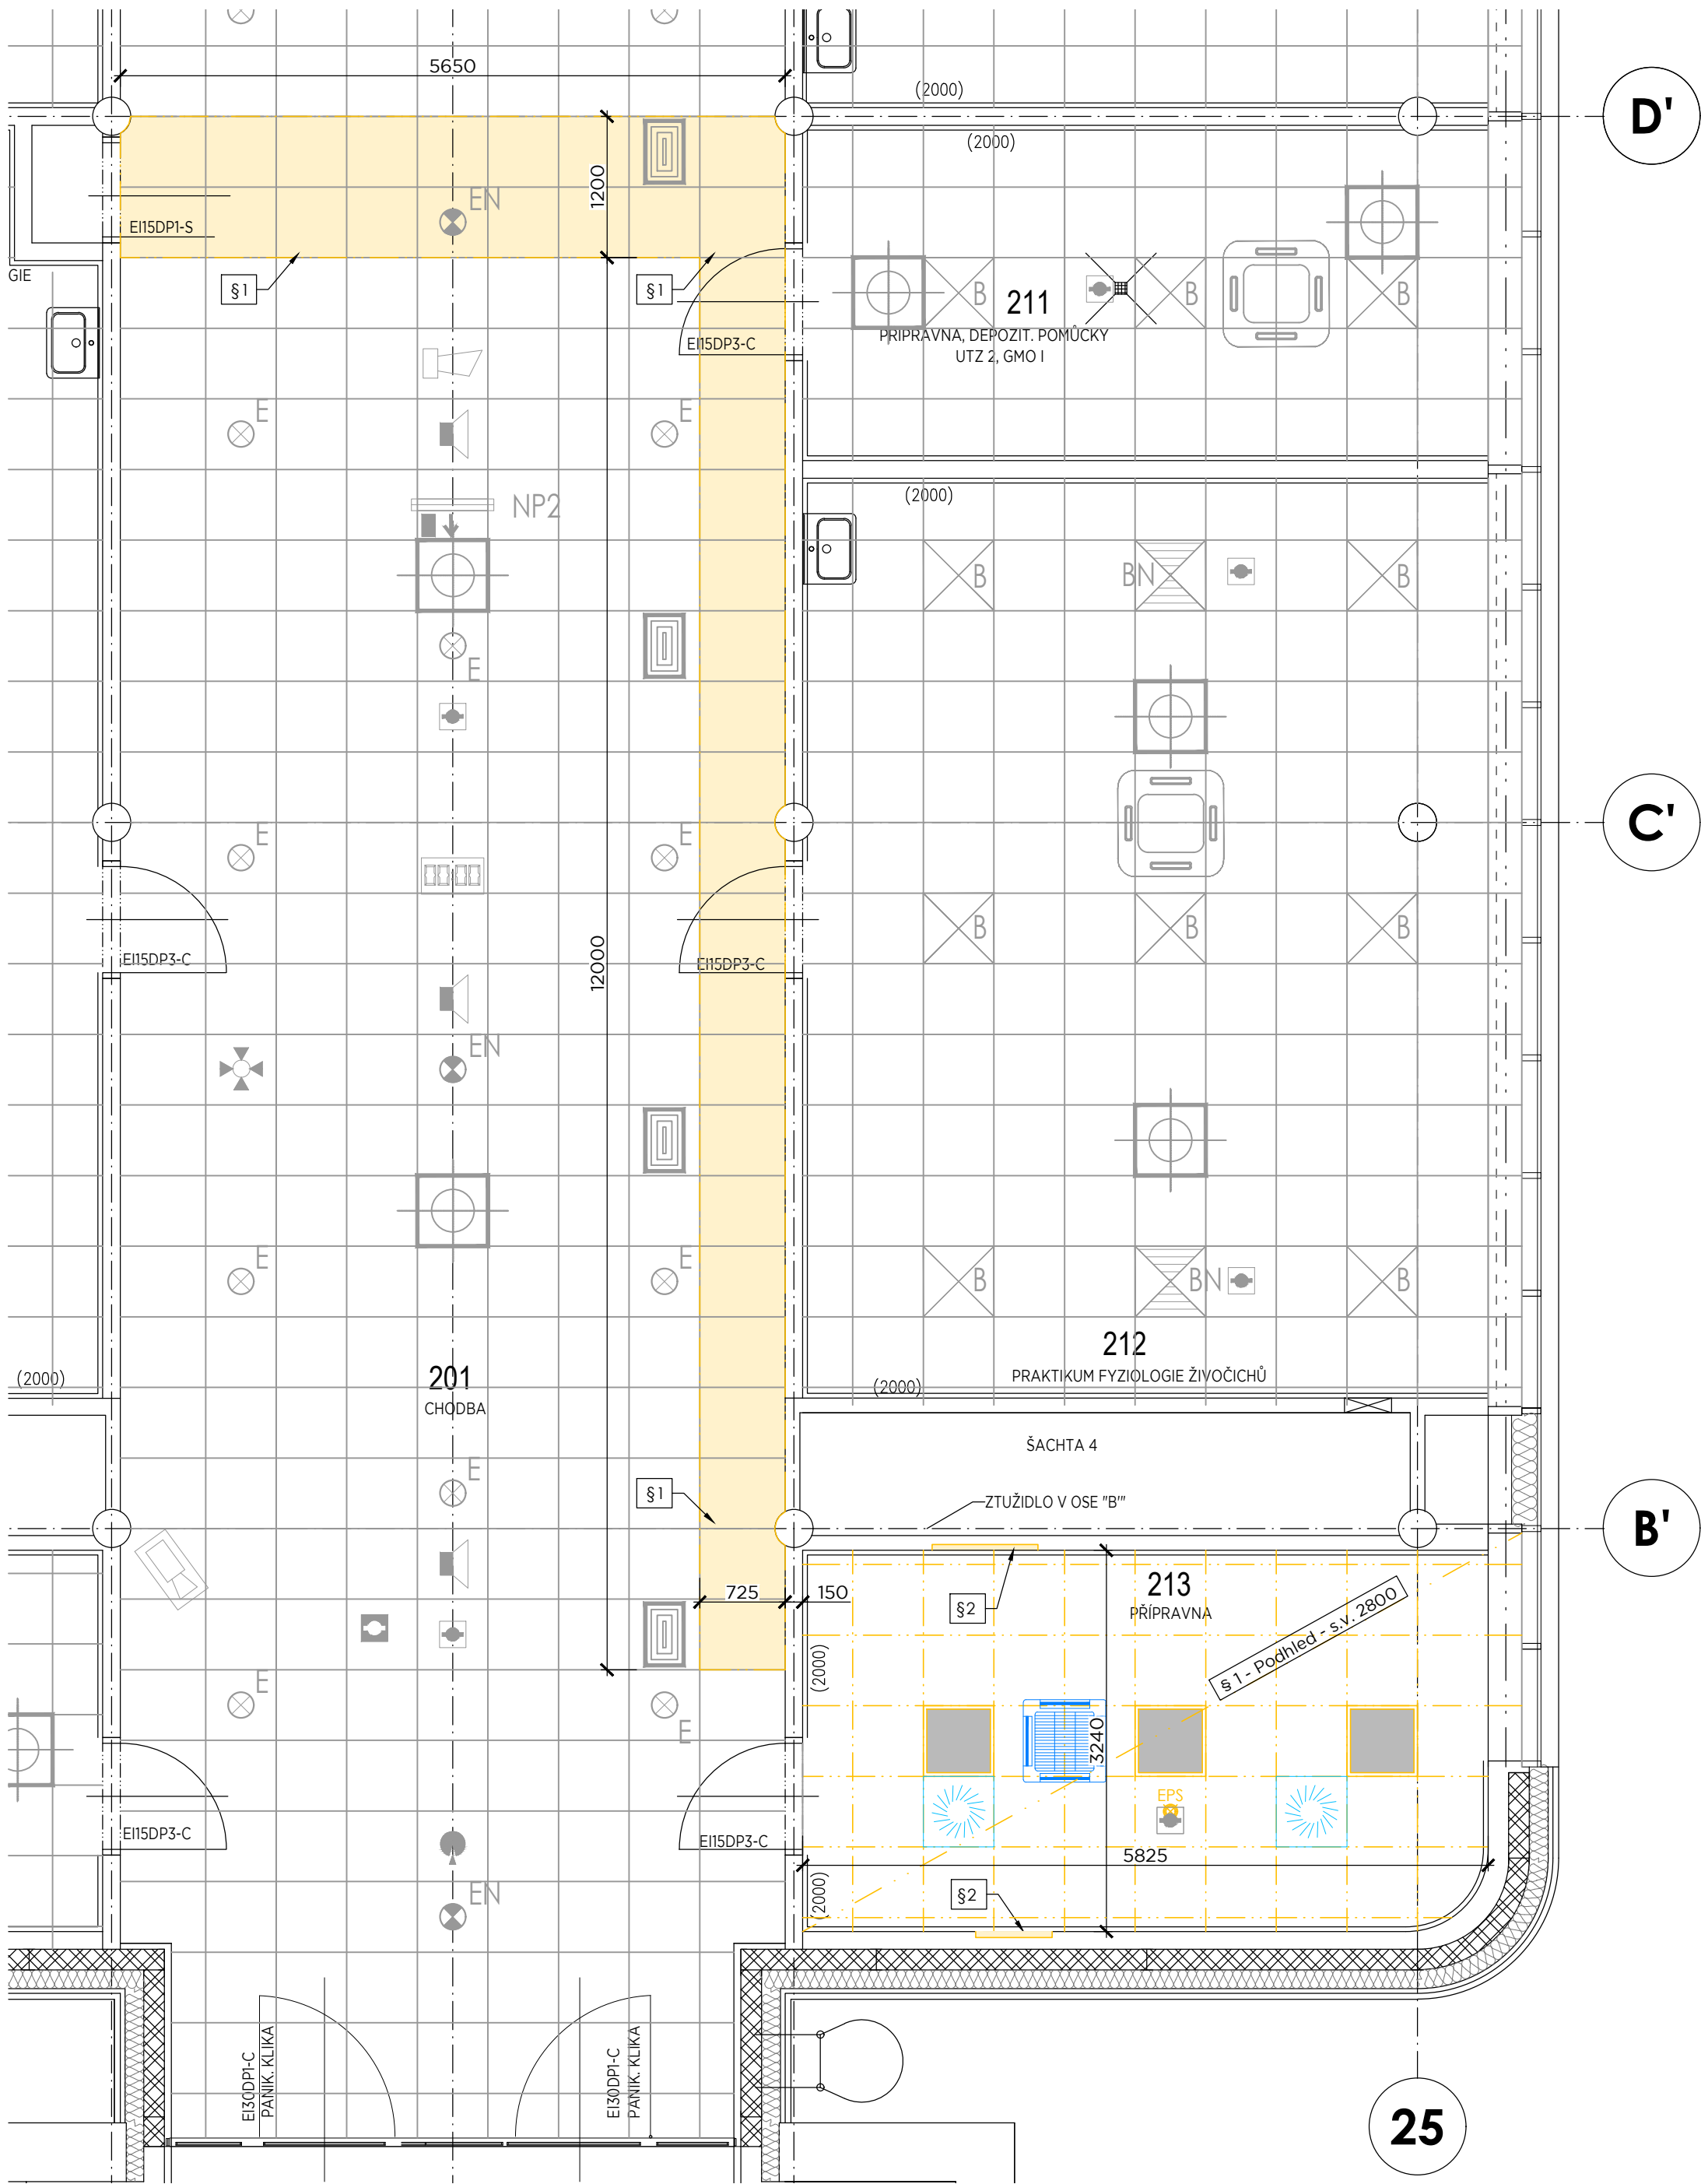 5650
(2000)
D'
(2000)
1200
EN
EI15DP1-S
GIE
§1
§1
B
B
B
211
PŘÍPRAVNA, DEPOZIT. POMŮCKY
UTZ 2, GMO I
EI15DP3-C
E
E
(2000)
NP2
B
BN
B
E
C'
E
E
B
B
B
EI15DP3-C
EI15DP3-C
12000
EN
E
E
B
BN
B
212
PRAKTIKUM FYZIOLOGIE ŽIVOČICHŮ
(2000)
201
CHODBA
(2000)
ŠACHTA 4
E
§1
ZTUŽIDLO V OSE "B'"
B'
725
150
§2
213
PŘÍPRAVNA
§ 1 - Podhled - s.v. 2800
(2000)
E
E
3240
EPS
EI15DP3-C
EI15DP3-C
5825
EN
§2
(2000)
EI30DP1-C
PANIK. KLIKA
EI30DP1-C
PANIK. KLIKA
25